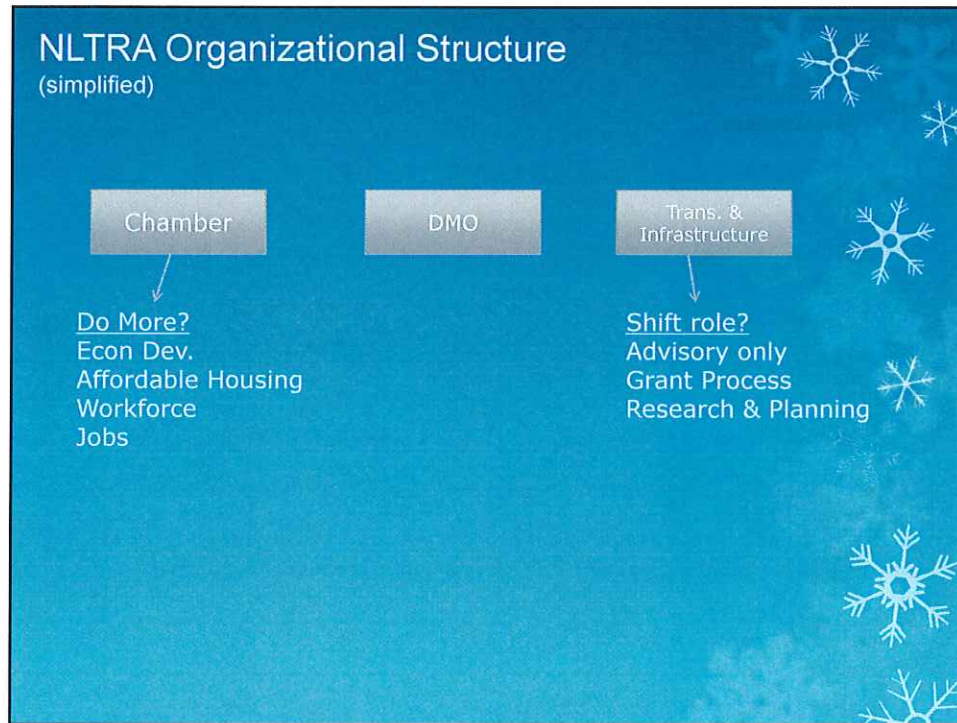 NLTRA Organizational Structure
(simplified)
Chamber
DMO
Trans. &
Infrastructure
Do More?
Econ Dev.
Affordable Housing
Workforce
Jobs
Shift role?
Advisory only
Grant Process
Research & Planning